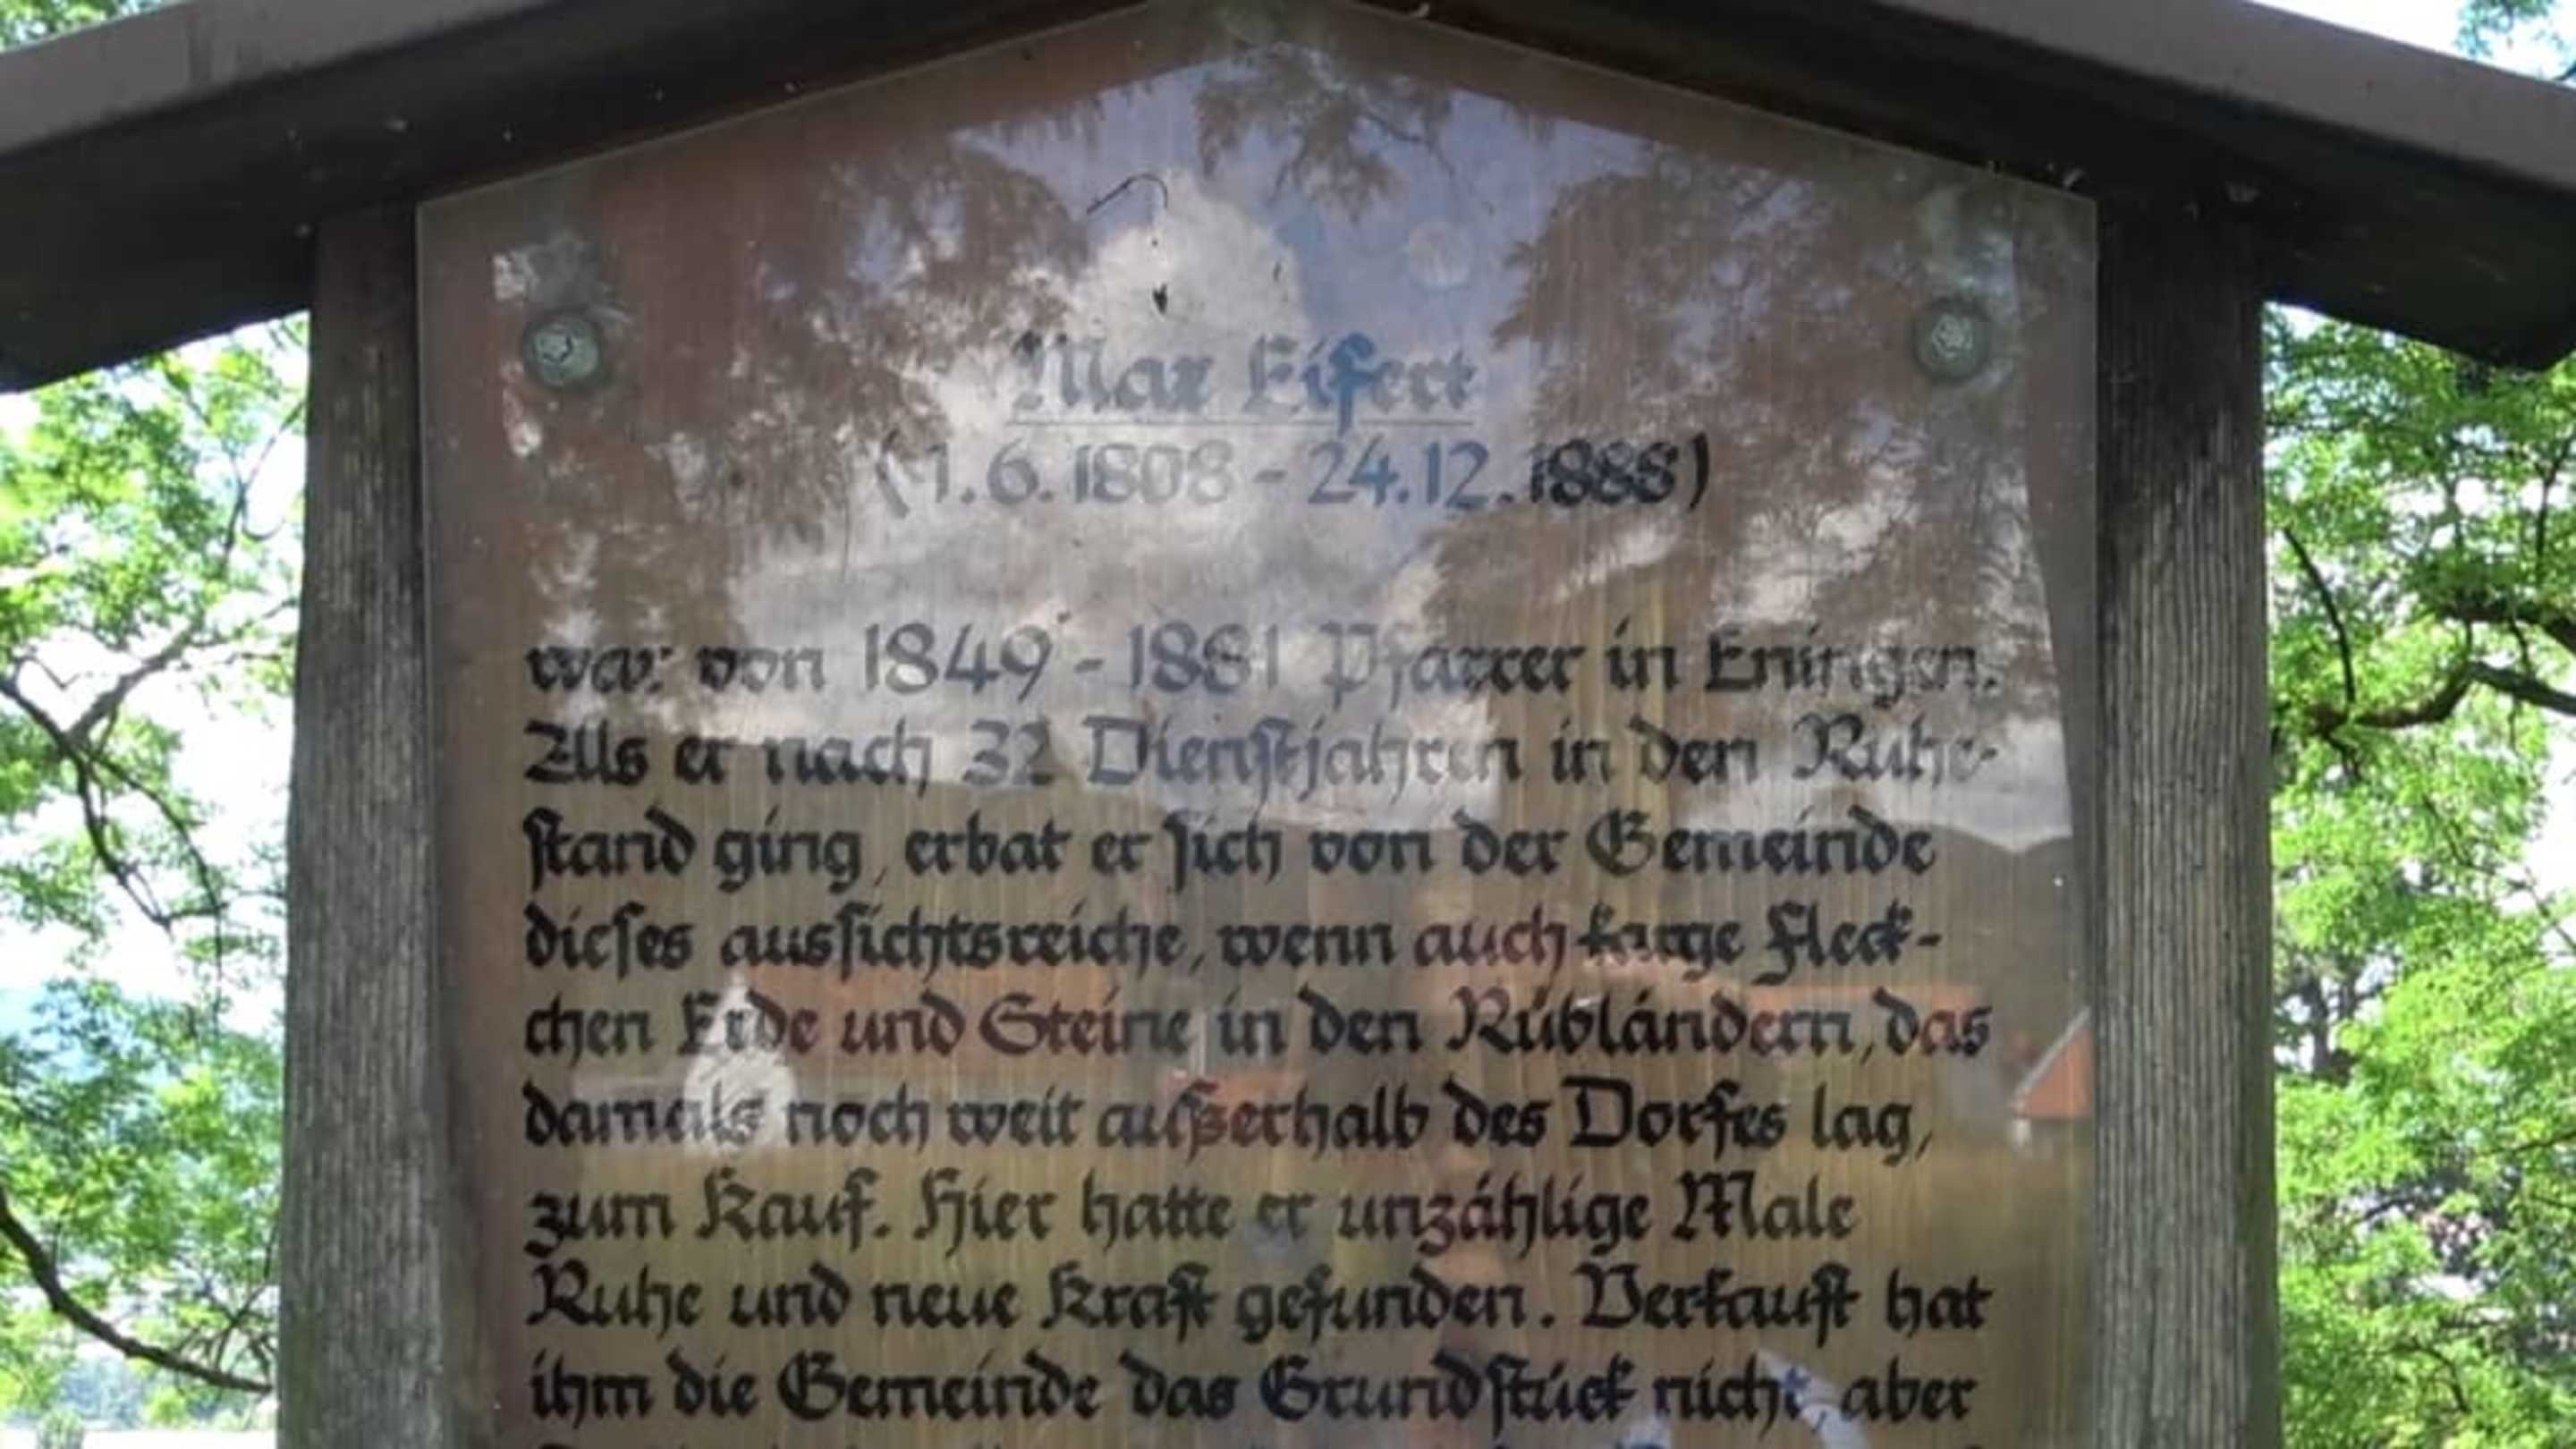 Max Eifert
(1.6.1808 - 24.12.1888)
war von 1849 - 1881 Pfarrer in Eningen.
Als er nach 32 Dienstjahren in den Ruhe-
stand ging, erbat er sich von der Gemeinde
dieses aussichtsreiche, wenn auch karge Fleck-
chen Erde und Steine in den Rübländern, das
damals noch weit außerhalb des Dorfes lag,
zum Kauf. Hier hatte er unzählige Male
Ruhe und neue Kraft gefunden. Verkauft hat
ihm die Gemeinde das Grundstück nicht, aber